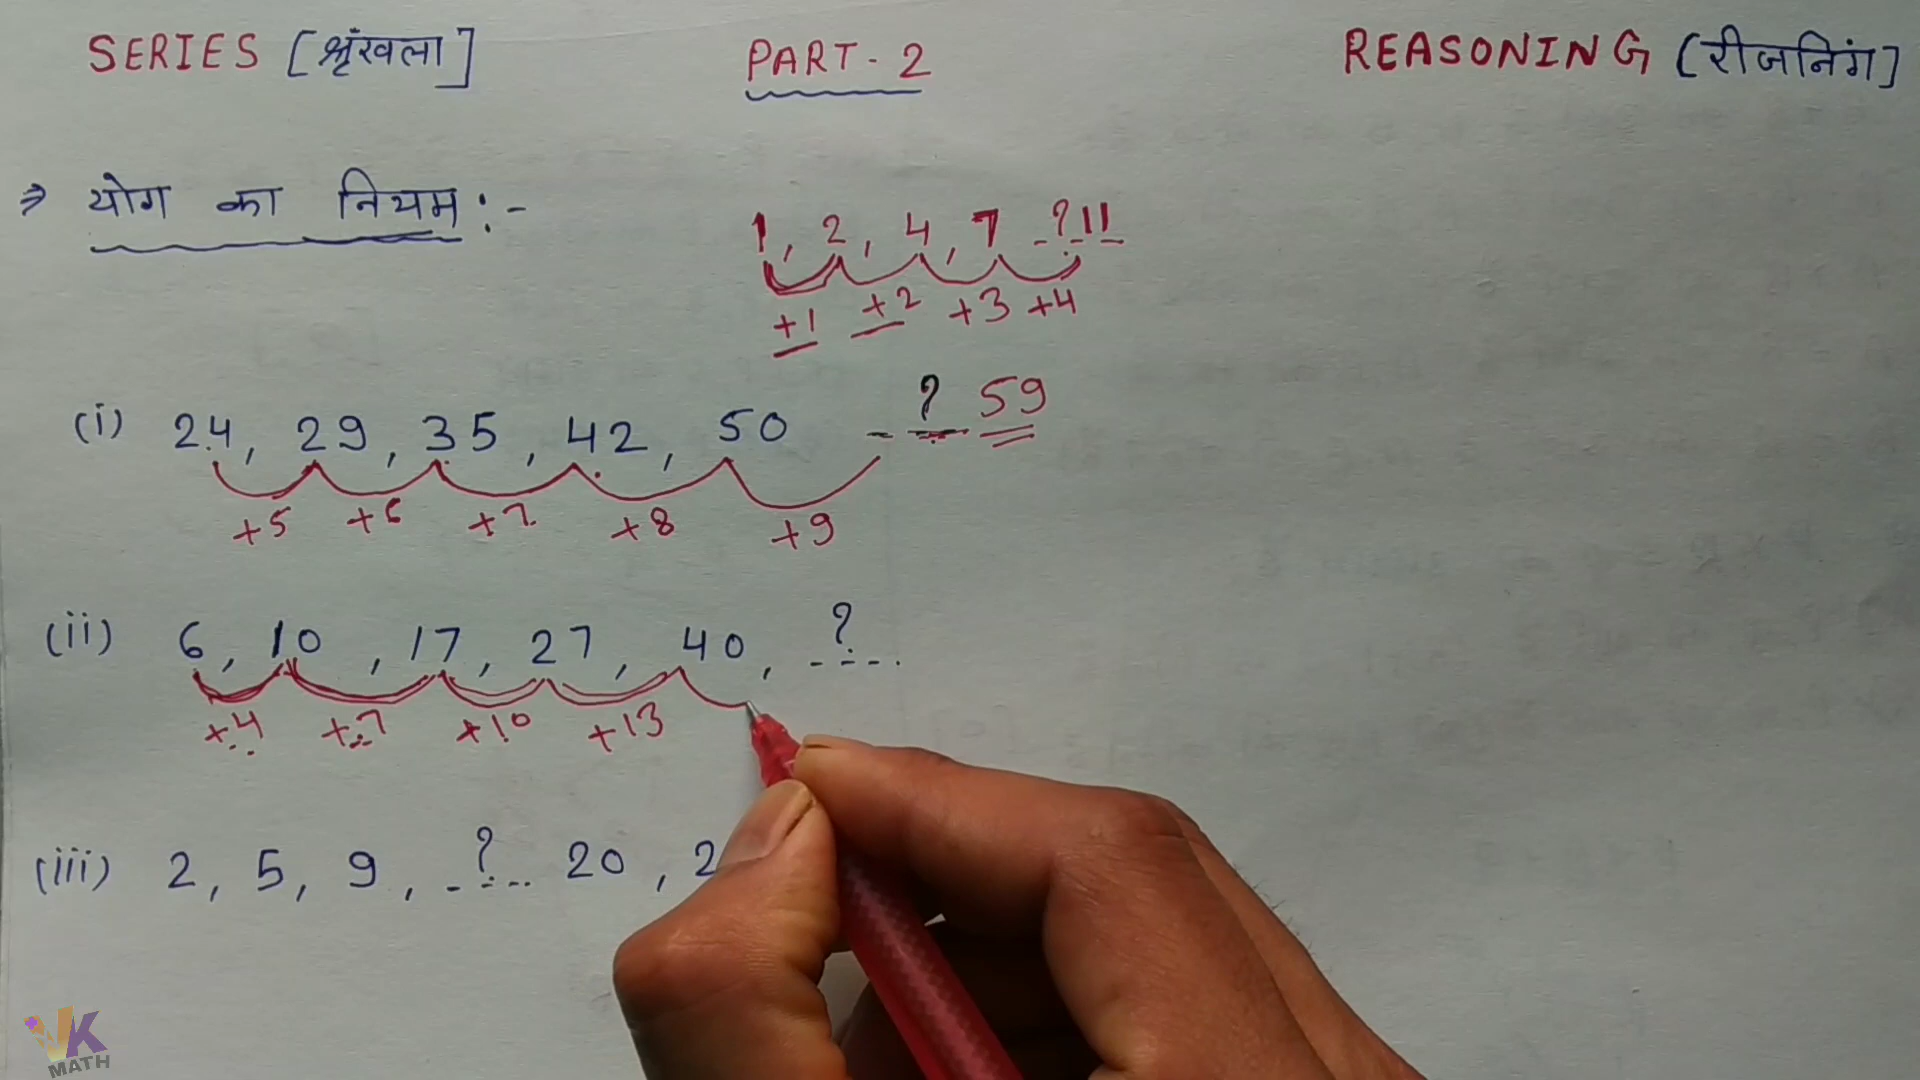 SERIES [श्रृंखला] PART-2 REASONING (रीजनिंग]
⇒ योग का नियम:-
1, 2, 4, 7 ? 11
+1 +2 +3 +4
(i) 24, 29, 35, 42, 50 ? 59
+5 +6 +7 +8 +9
(ii) 6, 10, 17, 27, 40, ?
+4 +7 +10 +13
(iii) 2, 5, 9, ? 20, 2
VK
MATH